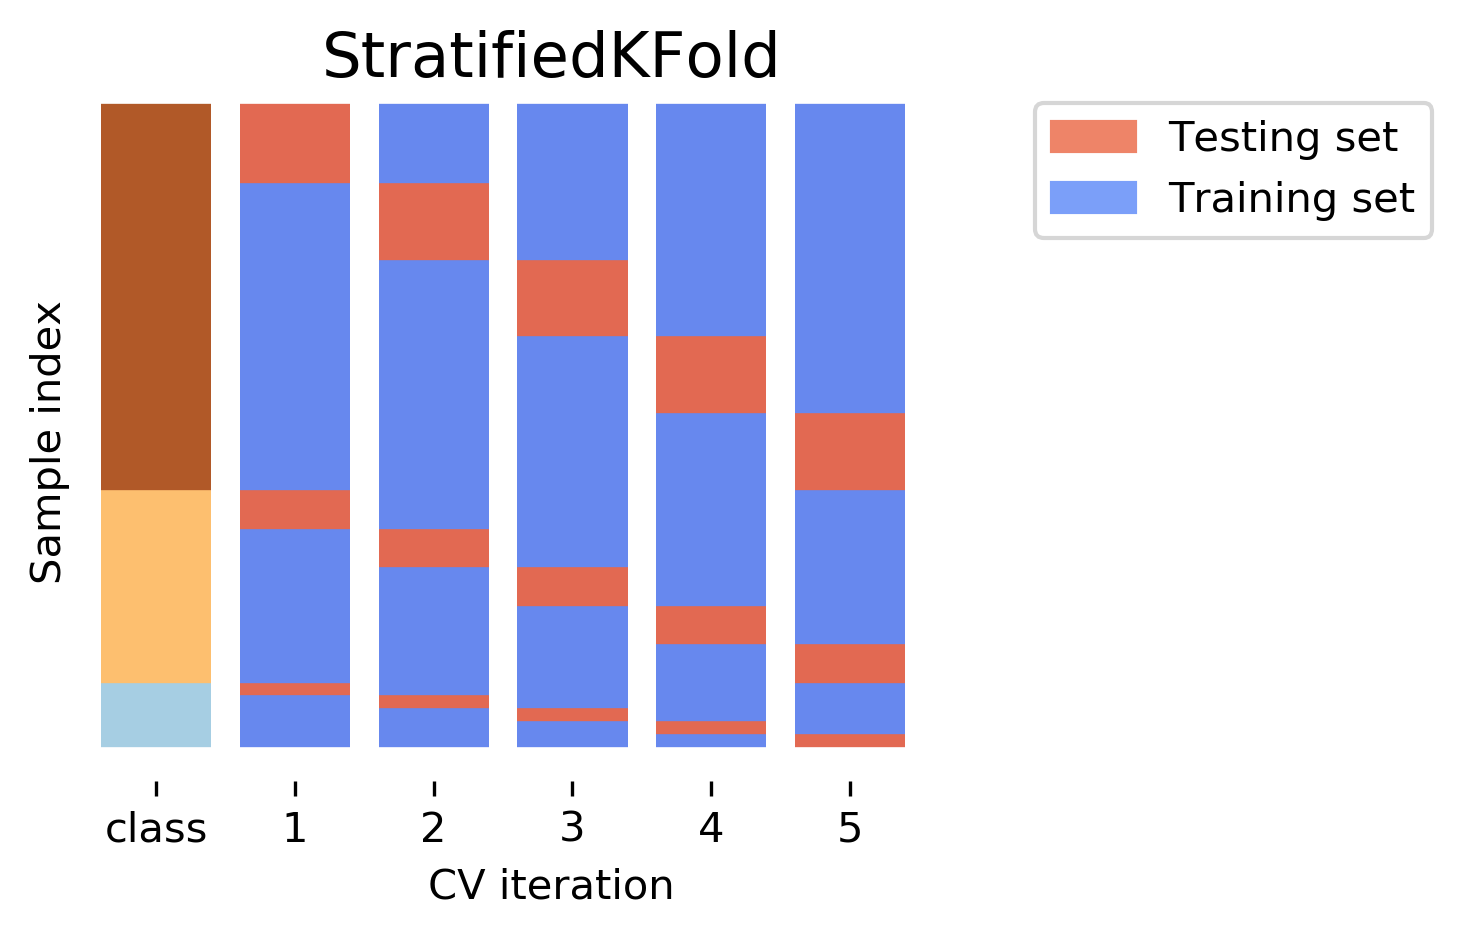 StratifiedKFold
Testing set
Training set
Sample index
class 1 2 3 4 5
CV iteration